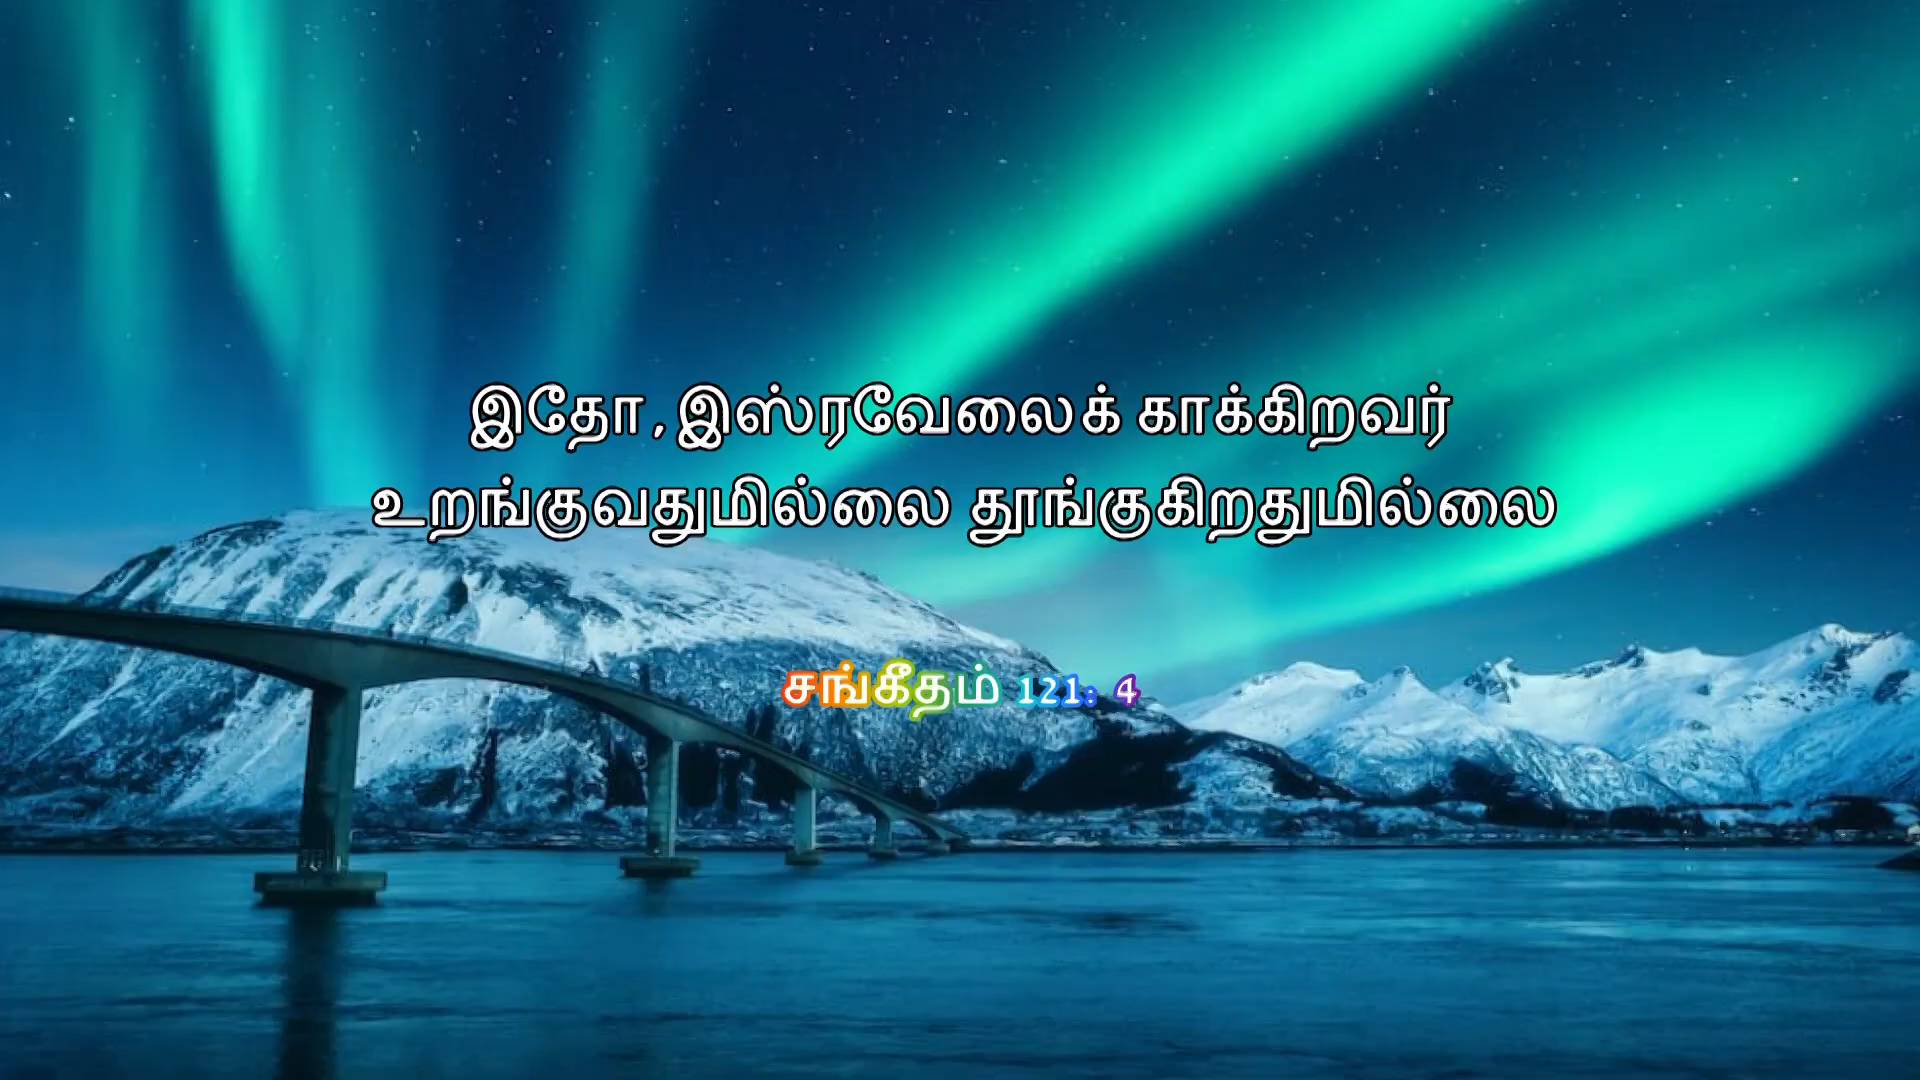 இதோ, இஸ்ரவேலைக் காக்கிறவர்
உறங்குவதுமில்லை தூங்குகிறதுமில்லை
சங்கீதம் 121: 4